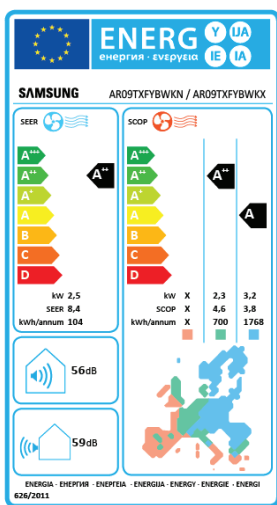 ENERG Y IJA
енергия · ενεργεια IE IA
SAMSUNG AR09TXFYBWKN / AR09TXFYBWKX
SEER SCOP
A+++ A+++
A++ A++ A++ A++
A+ A+
A A A
B B
C C
D D
kW 2,5 kW X 2,3 3,2
SEER 8,4 SCOP X 4,6 3,8
kWh/annum 104 kWh/annum X 700 1768
56dB
59dB
ENERGIA · ЕНЕРГИЯ · ΕΝΕΡΓΕΙΑ · ENERGIJA · ENERGY · ENERGIE · ENERGI
626/2011